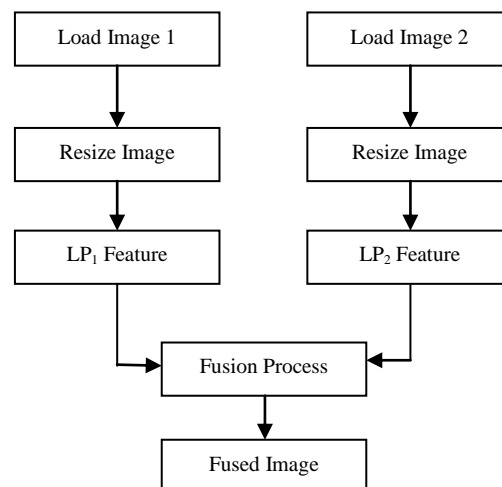 Load Image 1
Load Image 2
Resize Image
Resize Image
LP₁ Feature
LP₂ Feature
Fusion Process
Fused Image